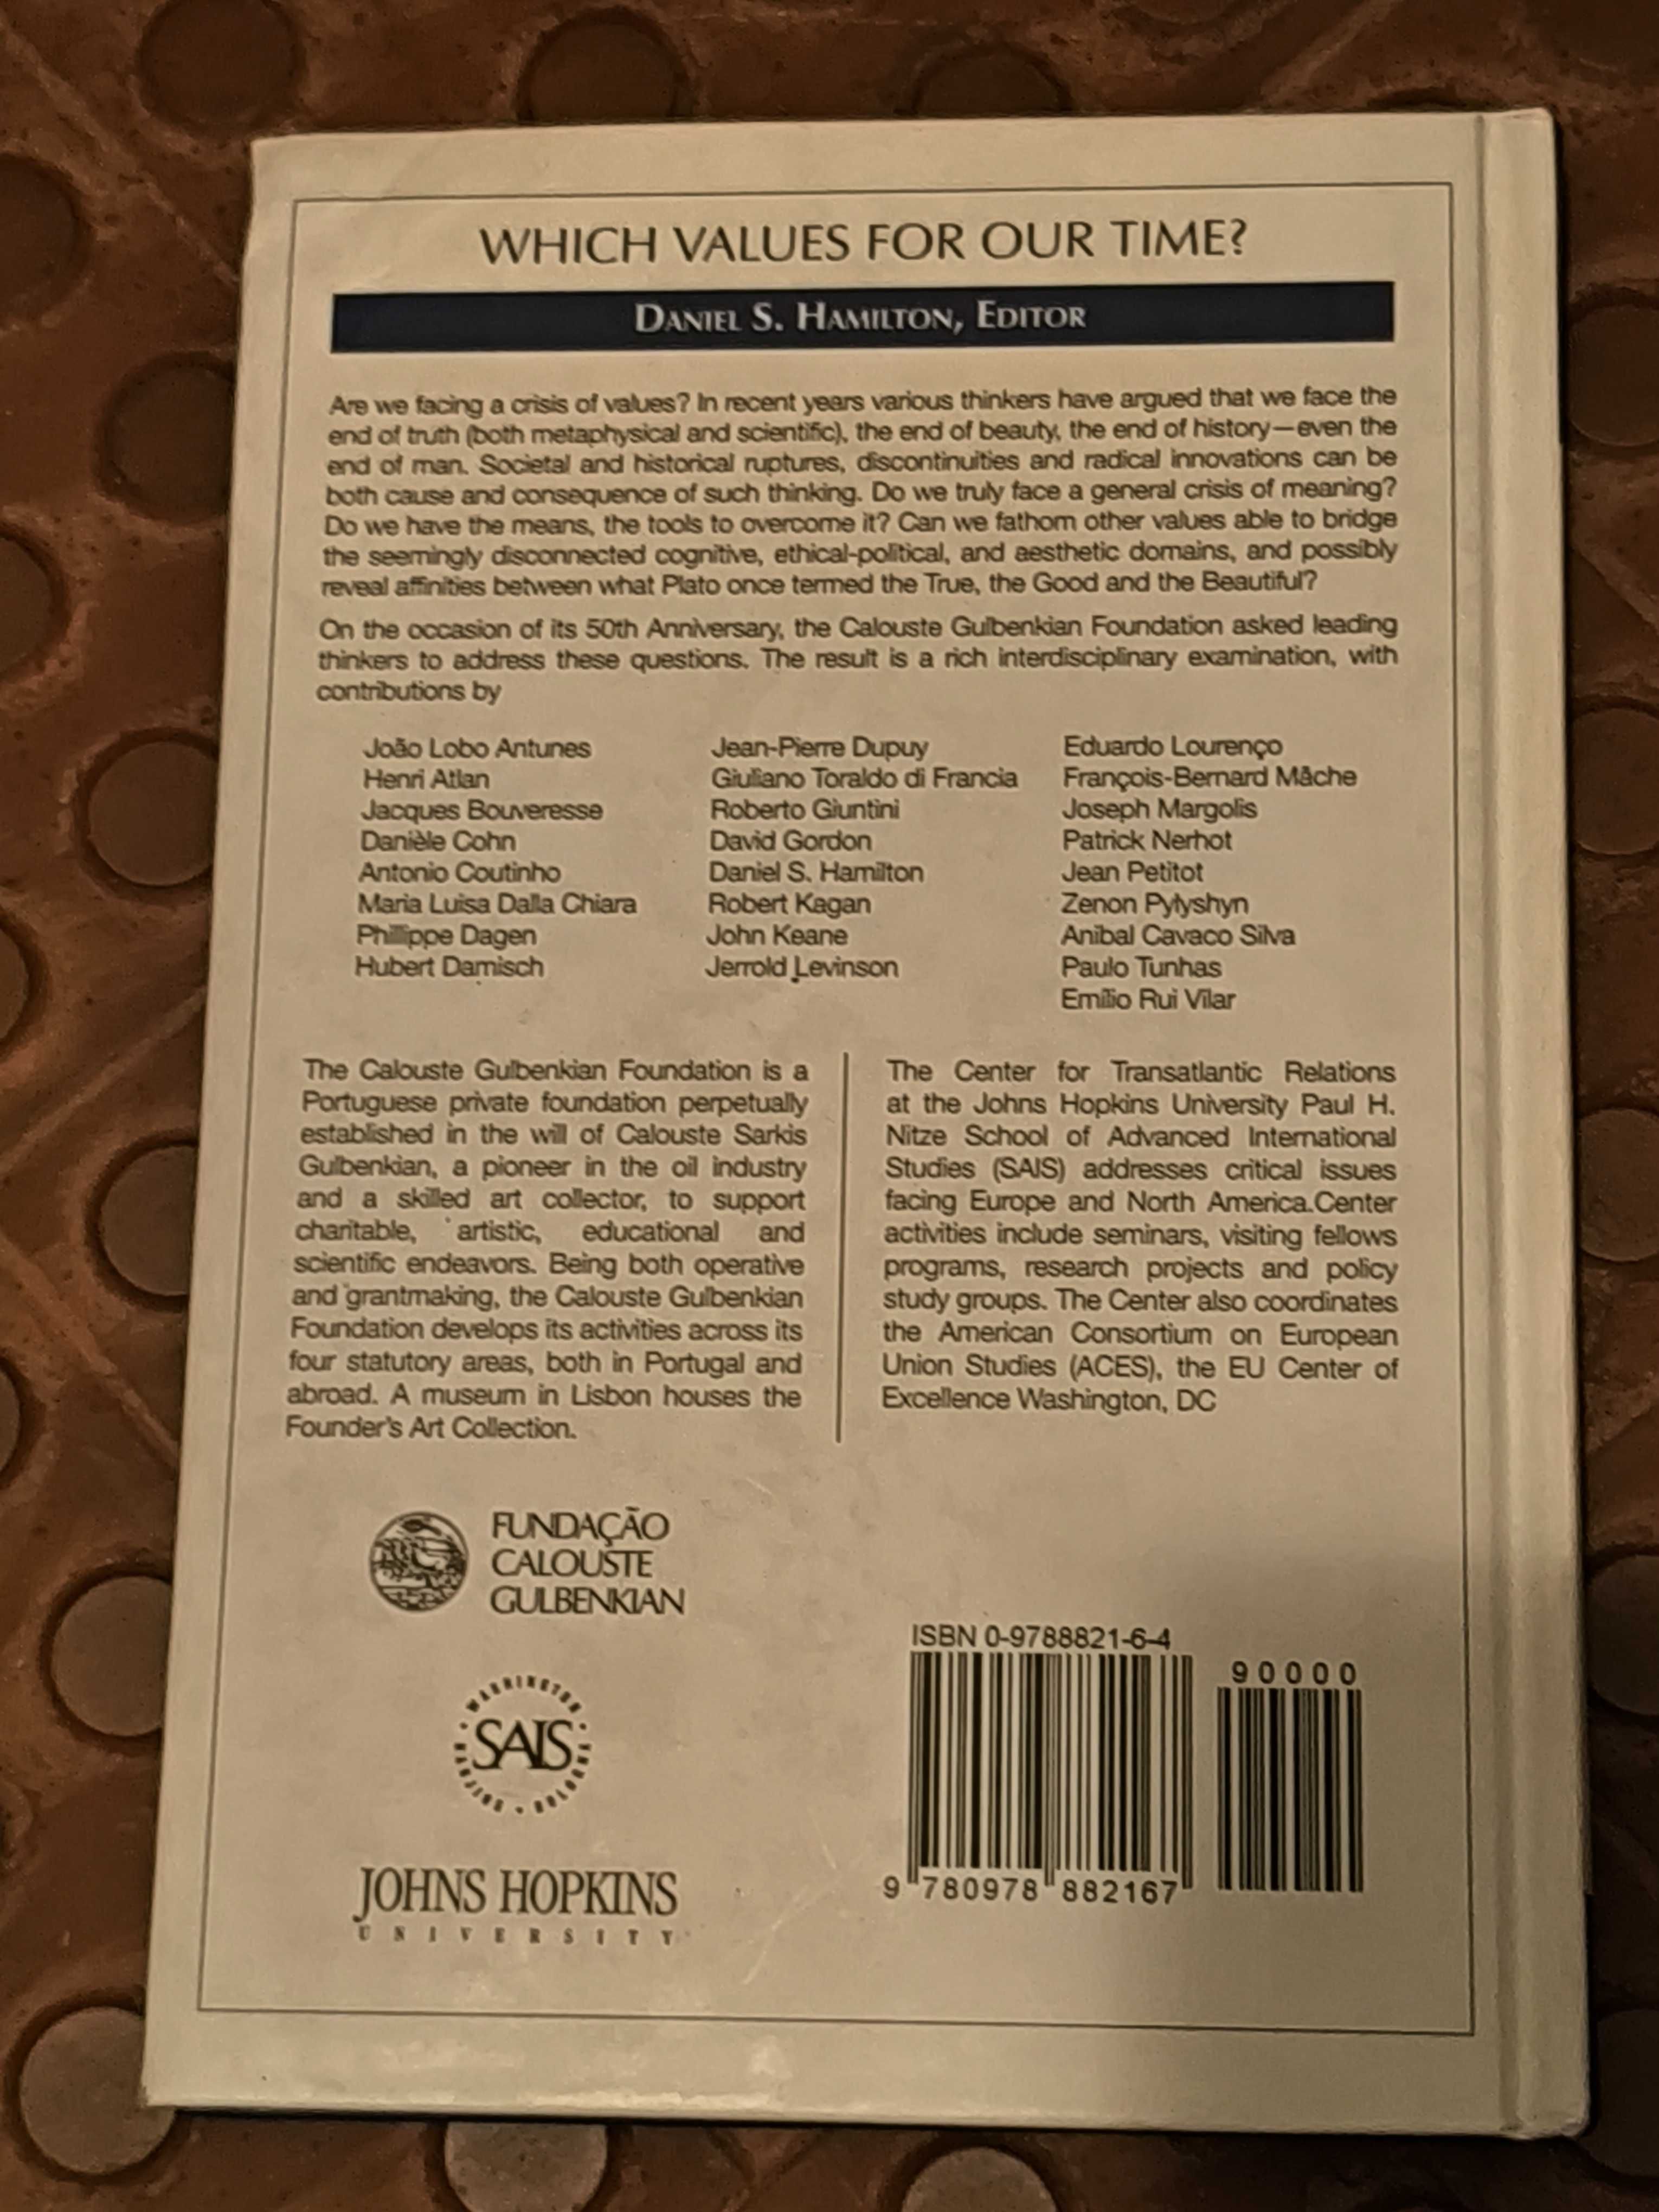 WHICH VALUES FOR OUR TIME?
DANIEL S. HAMILTON, EDITOR
Are we facing a crisis of values? In recent years various thinkers have argued that we face the
end of truth (both metaphysical and scientific), the end of beauty, the end of history—even the
end of man. Societal and historical ruptures, discontinuities and radical innovations can be
both cause and consequence of such thinking. Do we truly face a general crisis of meaning?
Do we have the means, the tools to overcome it? Can we fathom other values able to bridge
the seemingly disconnected cognitive, ethical-political, and aesthetic domains, and possibly
reveal affinities between what Plato once termed the True, the Good and the Beautiful?
On the occasion of its 50th Anniversary, the Calouste Gulbenkian Foundation asked leading
thinkers to address these questions. The result is a rich interdisciplinary examination, with
contributions by
João Lobo Antunes
Henri Atlan
Jacques Bouveresse
Danièle Cohn
Antonio Coutinho
Maria Luisa Dalla Chiara
Phillippe Dagen
Hubert Damisch
Jean-Pierre Dupuy
Giuliano Toraldo di Francia
Roberto Giuntini
David Gordon
Daniel S. Hamilton
Robert Kagan
John Keane
Jerrold Levinson
Eduardo Lourenço
François-Bernard Mâche
Joseph Margolis
Patrick Nerhot
Jean Petitot
Zenon Pylyshyn
Anibal Cavaco Silva
Paulo Tunhas
Emílio Rui Vilar
The Calouste Gulbenkian Foundation is a
Portuguese private foundation perpetually
established in the will of Calouste Sarkis
Gulbenkian, a pioneer in the oil industry
and a skilled art collector, to support
charitable, artistic, educational and
scientific endeavors. Being both operative
and grantmaking, the Calouste Gulbenkian
Foundation develops its activities across its
four statutory areas, both in Portugal and
abroad. A museum in Lisbon houses the
Founder's Art Collection.
The Center for Transatlantic Relations
at the Johns Hopkins University Paul H.
Nitze School of Advanced International
Studies (SAIS) addresses critical issues
facing Europe and North America.Center
activities include seminars, visiting fellows
programs, research projects and policy
study groups. The Center also coordinates
the American Consortium on European
Union Studies (ACES), the EU Center of
Excellence Washington, DC
FUNDAÇÃO
CALOUSTE
GULBENKIAN
WASHINGTON
SAIS
NANJING • BOLOGNA
JOHNS HOPKINS
UNIVERSITY
ISBN 0-9788821-6-4
90000
9 780978 882167